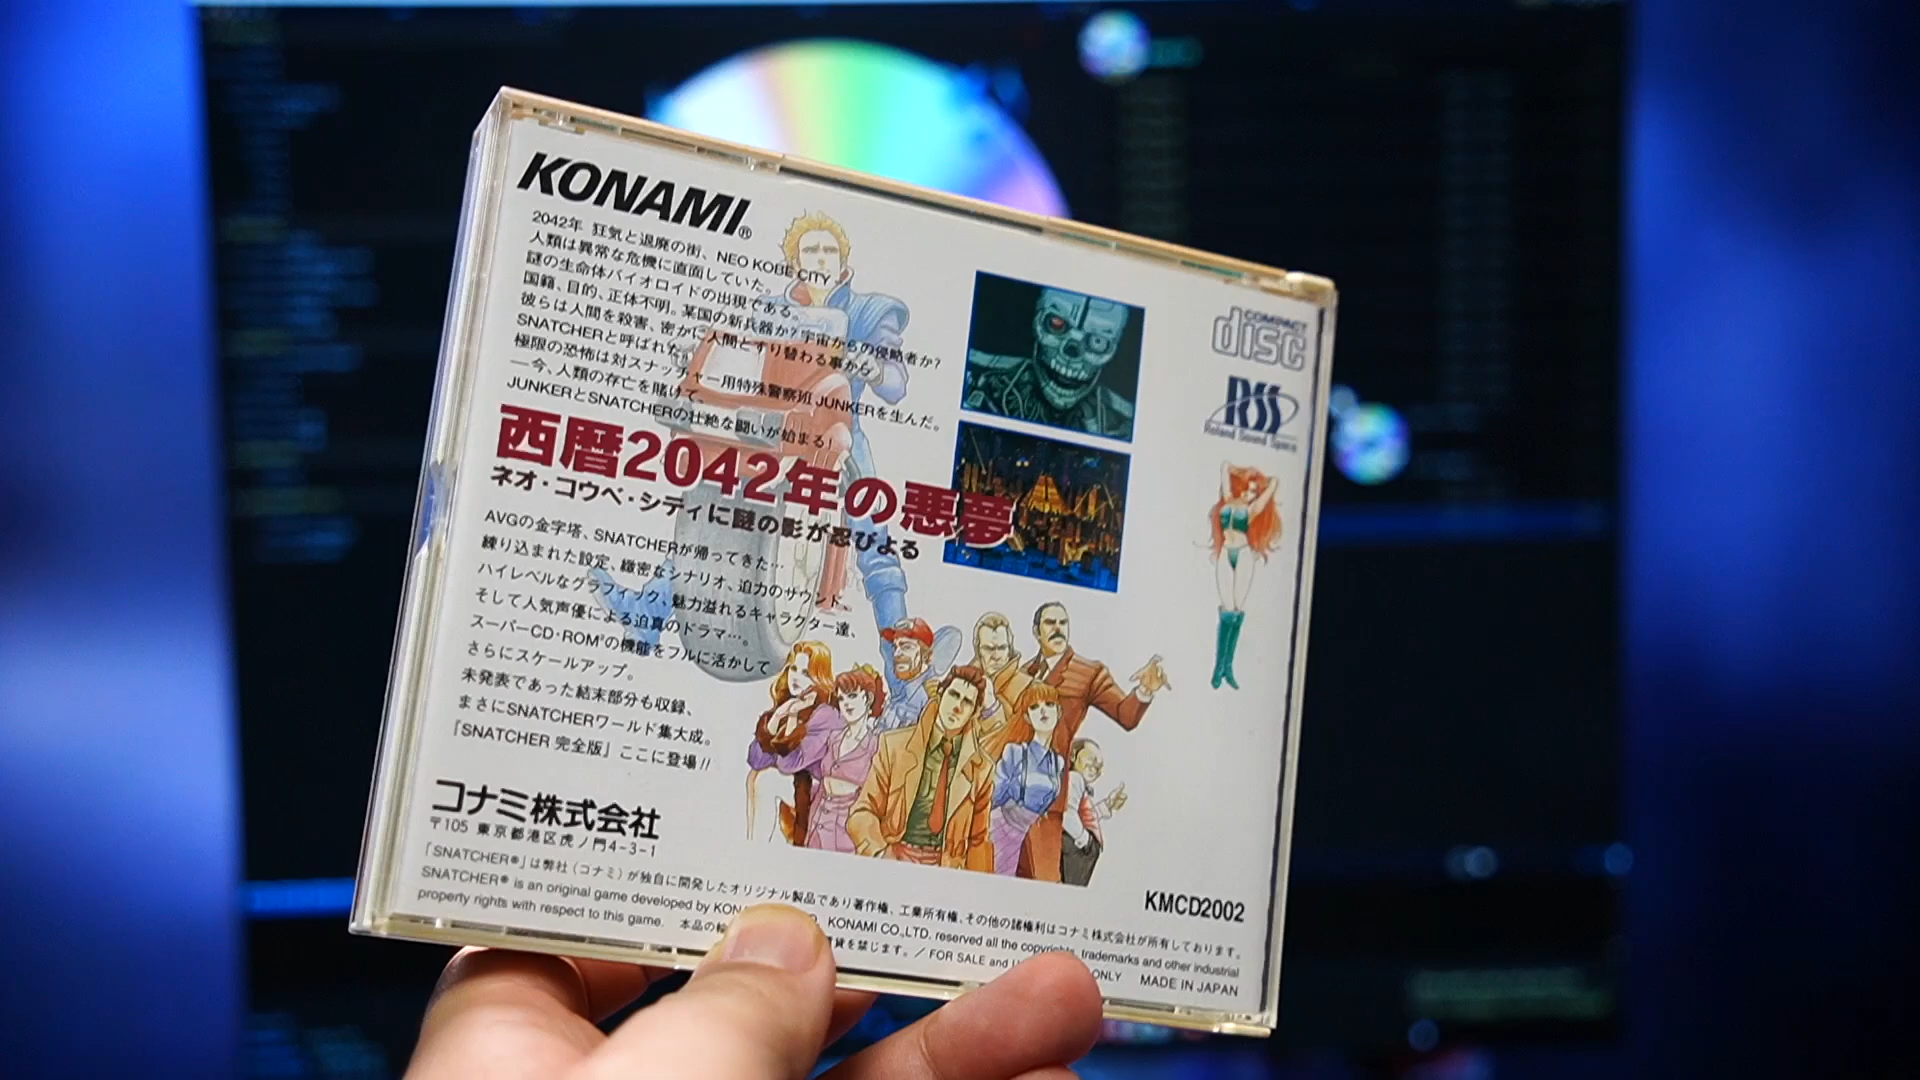 KONAMI®
2042年 狂気と退廃の街、NEO KOBE CITY
人類は異常な危機に直面していた。
謎の生命体バイオロイドの出現である。
国籍、目的、正体不明。某国の新兵器か?宇宙からの侵略者か?
彼らは人間を殺害、密かに人間とすり替わる事から
SNATCHERと呼ばれた。
極限の恐怖は対スナッチャー用特殊警察班JUNKERを生んだ。
—今、人類の存亡を賭けて、
JUNKERとSNATCHERの壮絶な闘いが始まる!
西暦2042年の悪夢
ネオ・コウベ・シティに謎の影が忍びよる
AVGの金字塔、SNATCHERが帰ってきた…
練り込まれた設定、緻密なシナリオ、迫力のサウンド、
ハイレベルなグラフィック、魅力溢れるキャラクター達、
そして人気声優による迫真のドラマ…。
スーパーCD・ROM²の機能をフルに活かして
さらにスケールアップ。
未発表であった結末部分も収録、
まさにSNATCHERワールド集大成。
『SNATCHER 完全版』ここに登場!!
コナミ株式会社
〒105 東京都港区虎ノ門4-3-1
COMPACT
disc
RSS
Roland Sound Space
KMCD2002
「SNATCHER®」は弊社(コナミ)が独自に開発したオリジナル製品であり著作権、工業所有権、その他の諸権利はコナミ株式会社が所有しております。
SNATCHER® is an original game developed by KONA KONAMI CO.,LTD. reserved all the copyrights, trademarks and other industrial
property rights with respect to this game. 本品の 賃貸を禁じます。/FOR SALE and ONLY MADE IN JAPAN